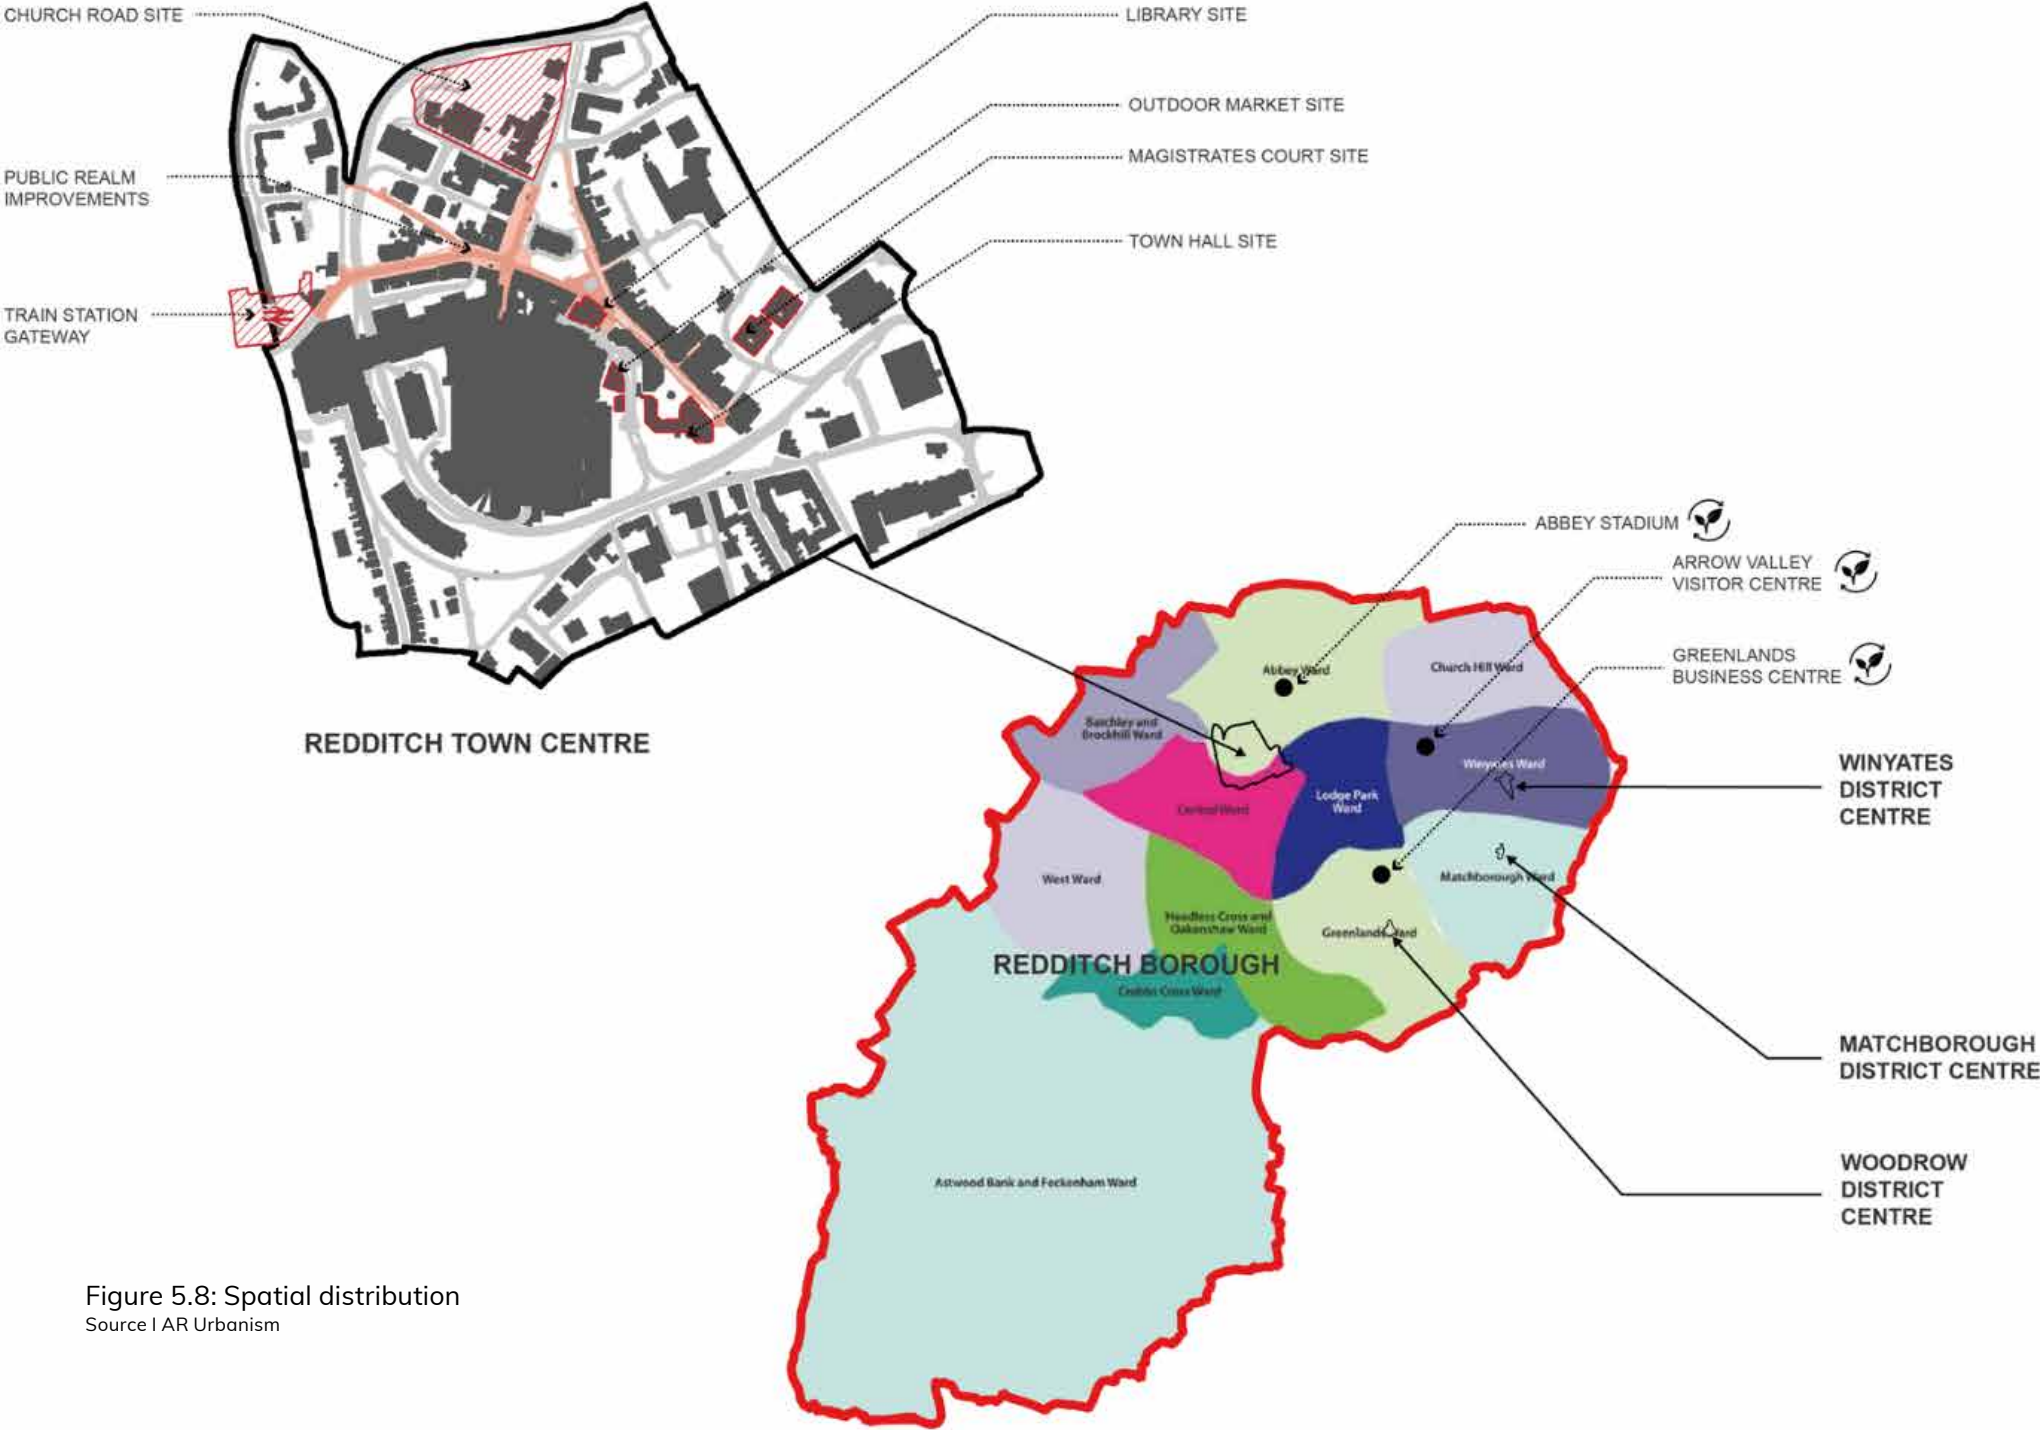 CHURCH ROAD SITE
LIBRARY SITE
OUTDOOR MARKET SITE
MAGISTRATES COURT SITE
PUBLIC REALM
IMPROVEMENTS
TOWN HALL SITE
TRAIN STATION
GATEWAY
REDDITCH TOWN CENTRE
ABBEY STADIUM
ARROW VALLEY
VISITOR CENTRE
GREENLANDS
BUSINESS CENTRE
Abbey Ward
Church Hill Ward
Batchley and
Brockhill Ward
Winyates Ward
Lodge Park
Ward
Central Ward
WINYATES
DISTRICT
CENTRE
West Ward
Matchborough Ward
Headless Cross and
Oakenshaw Ward
Greenlands Ward
REDDITCH BOROUGH
Crabbs Cross Ward
MATCHBOROUGH
DISTRICT CENTRE
Astwood Bank and Feckenham Ward
WOODROW
DISTRICT
CENTRE
Figure 5.8: Spatial distribution
Source I AR Urbanism